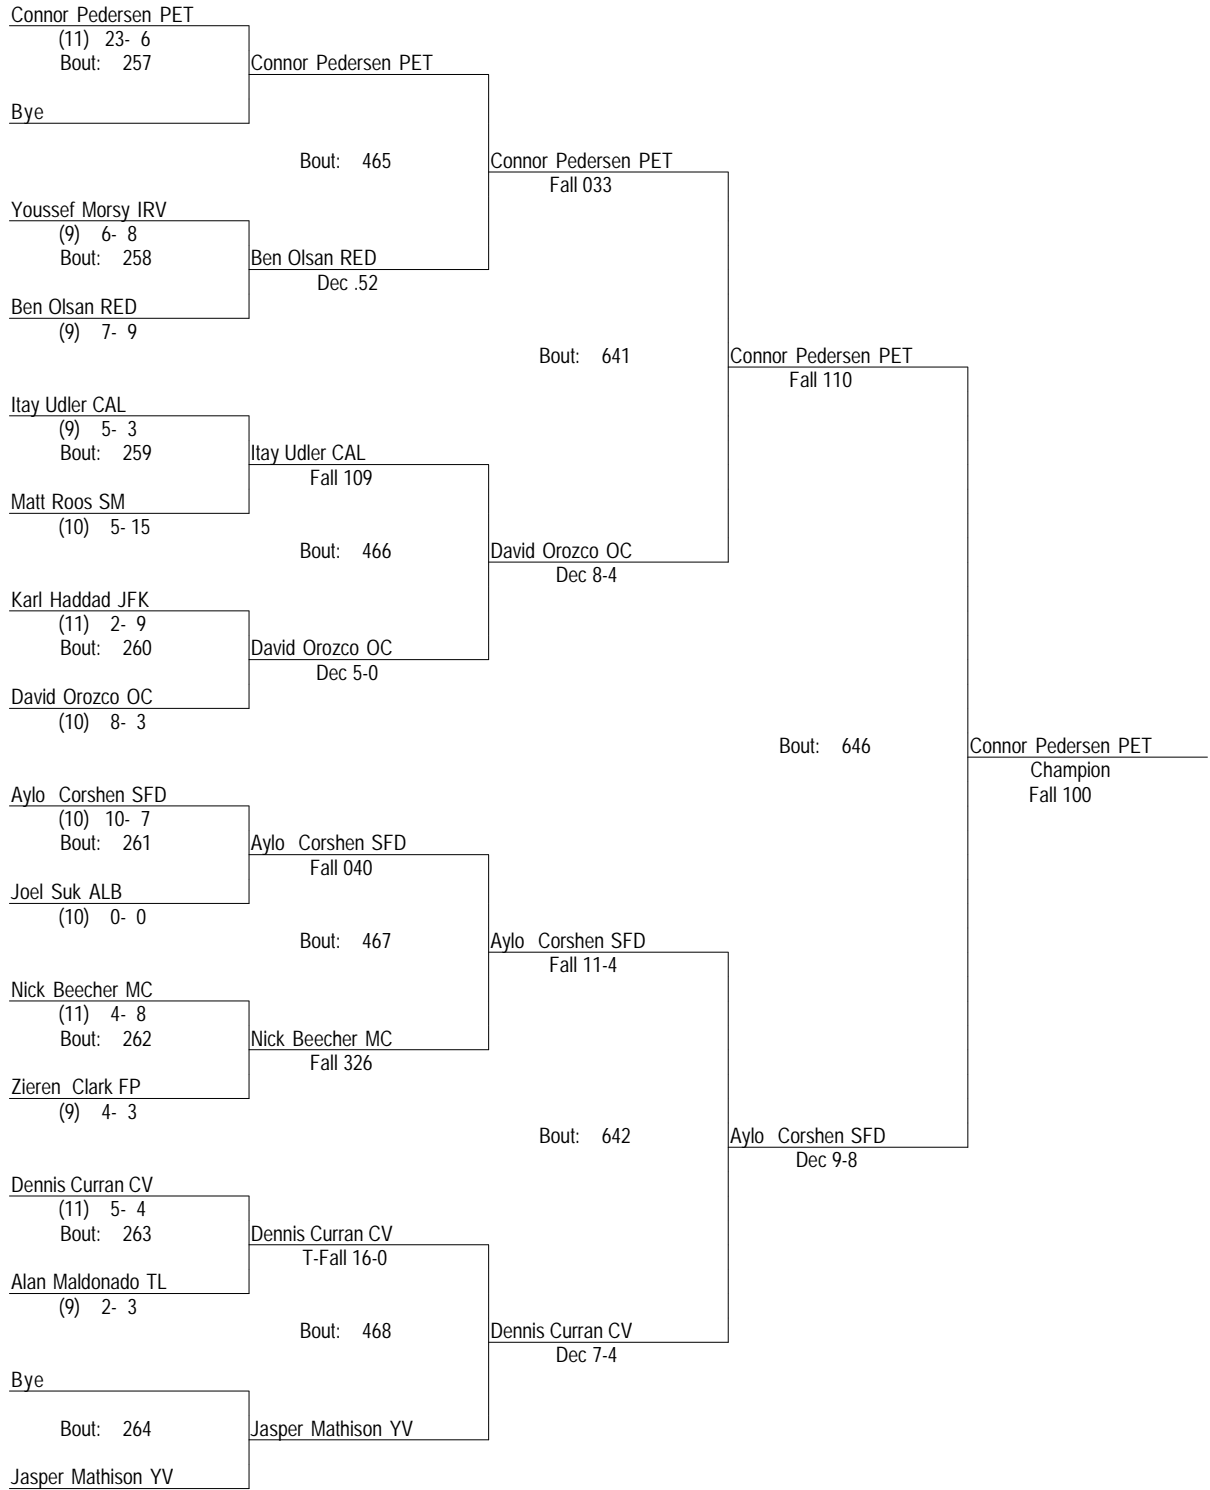 Connor Pedersen PET
(11) 23- 6
Bout: 257
Connor Pedersen PET
Bye
Bout: 465
Connor Pedersen PET
Fall 033
Youssef Morsy IRV
(9) 6- 8
Bout: 258
Ben Olsan RED
Dec .52
Ben Olsan RED
(9) 7- 9
Bout: 641
Connor Pedersen PET
Fall 110
Itay Udler CAL
(9) 5- 3
Bout: 259
Itay Udler CAL
Fall 109
Matt Roos SM
(10) 5- 15
Bout: 466
David Orozco OC
Dec 8-4
Karl Haddad JFK
(11) 2- 9
Bout: 260
David Orozco OC
Dec 5-0
David Orozco OC
(10) 8- 3
Bout: 646
Connor Pedersen PET
Champion
Fall 100
Aylo Corshen SFD
(10) 10- 7
Bout: 261
Aylo Corshen SFD
Fall 040
Joel Suk ALB
(10) 0- 0
Bout: 467
Aylo Corshen SFD
Fall 11-4
Nick Beecher MC
(11) 4- 8
Bout: 262
Nick Beecher MC
Fall 326
Zieren Clark FP
(9) 4- 3
Bout: 642
Aylo Corshen SFD
Dec 9-8
Dennis Curran CV
(11) 5- 4
Bout: 263
Dennis Curran CV
T-Fall 16-0
Alan Maldonado TL
(9) 2- 3
Bout: 468
Dennis Curran CV
Dec 7-4
Bye
Bout: 264
Jasper Mathison YV
Jasper Mathison YV